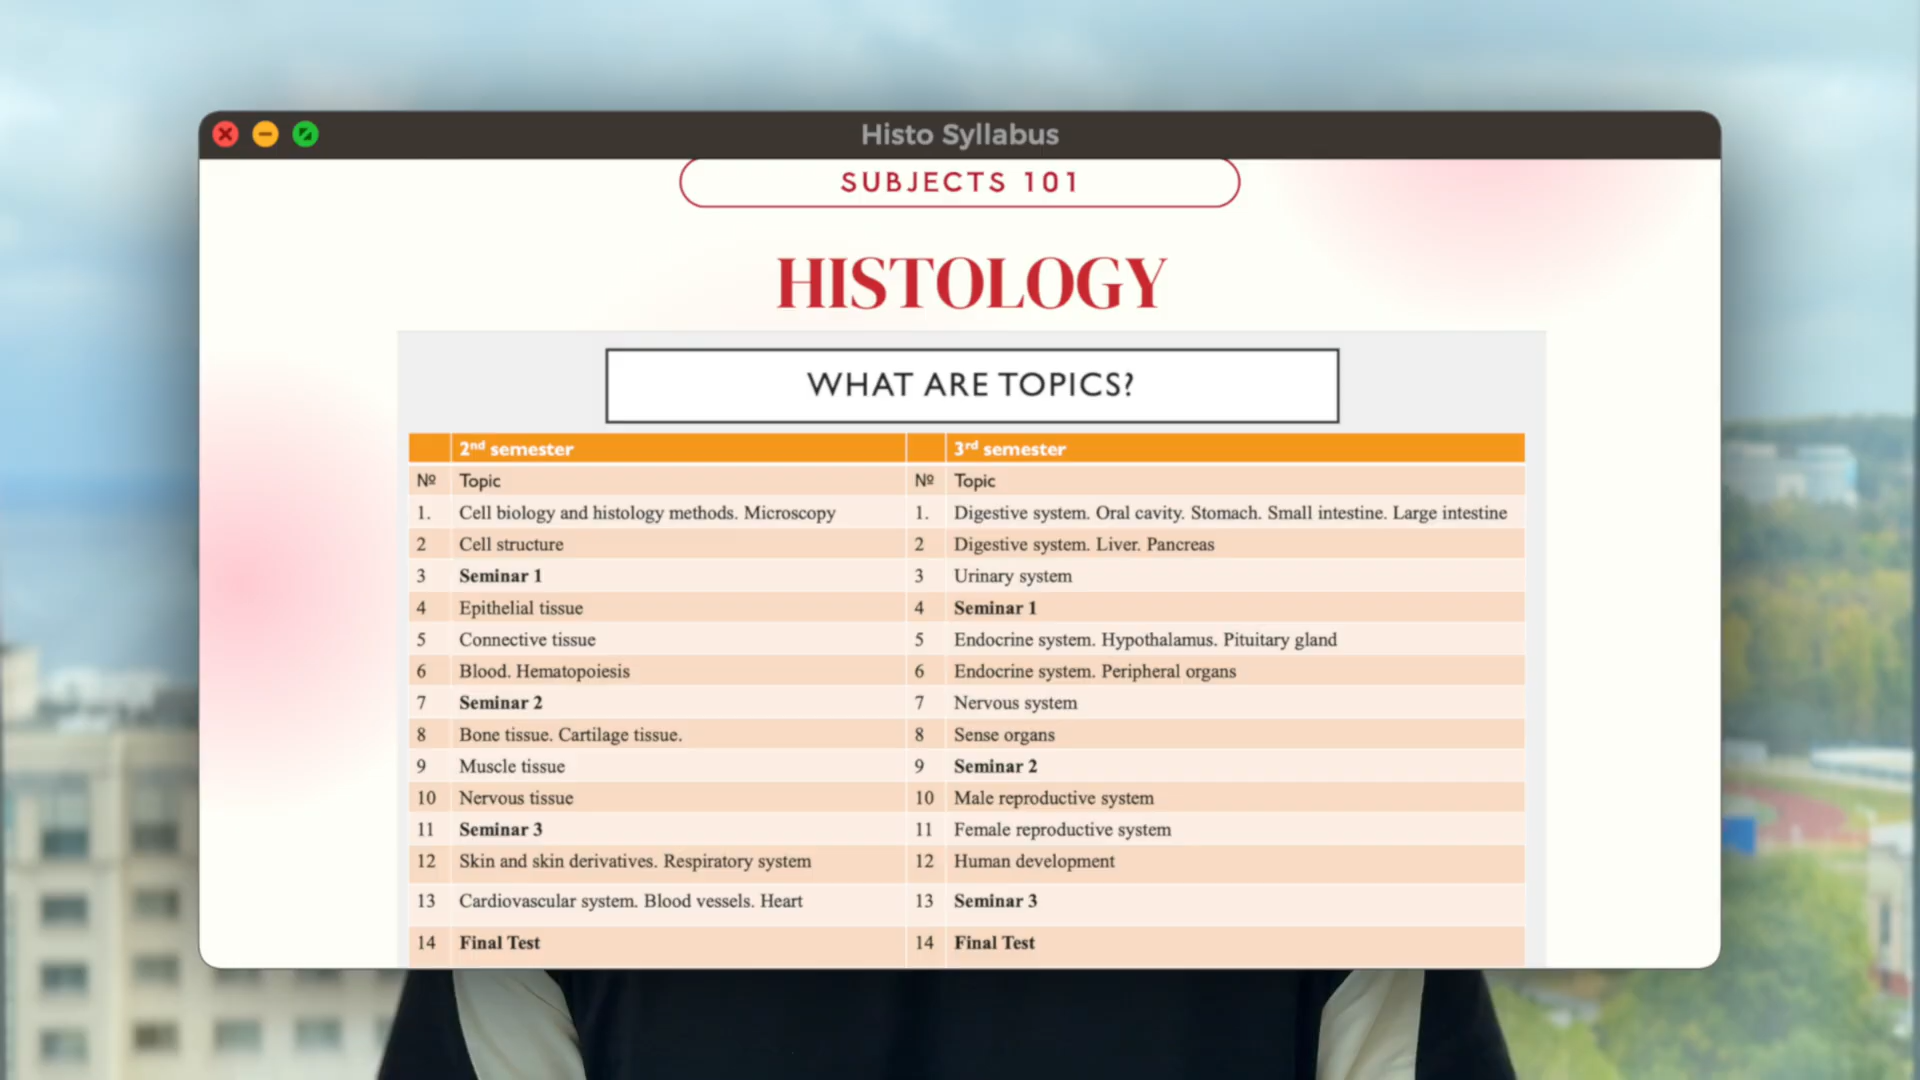 Histo Syllabus
SUBJECTS 101
HISTOLOGY
WHAT ARE TOPICS?
2nd semester 3rd semester
№ Topic № Topic
1. Cell biology and histology methods. Microscopy 1. Digestive system. Oral cavity. Stomach. Small intestine. Large intestine
2 Cell structure 2 Digestive system. Liver. Pancreas
3 Seminar 1 3 Urinary system
4 Epithelial tissue 4 Seminar 1
5 Connective tissue 5 Endocrine system. Hypothalamus. Pituitary gland
6 Blood. Hematopoiesis 6 Endocrine system. Peripheral organs
7 Seminar 2 7 Nervous system
8 Bone tissue. Cartilage tissue. 8 Sense organs
9 Muscle tissue 9 Seminar 2
10 Nervous tissue 10 Male reproductive system
11 Seminar 3 11 Female reproductive system
12 Skin and skin derivatives. Respiratory system 12 Human development
13 Cardiovascular system. Blood vessels. Heart 13 Seminar 3
14 Final Test 14 Final Test